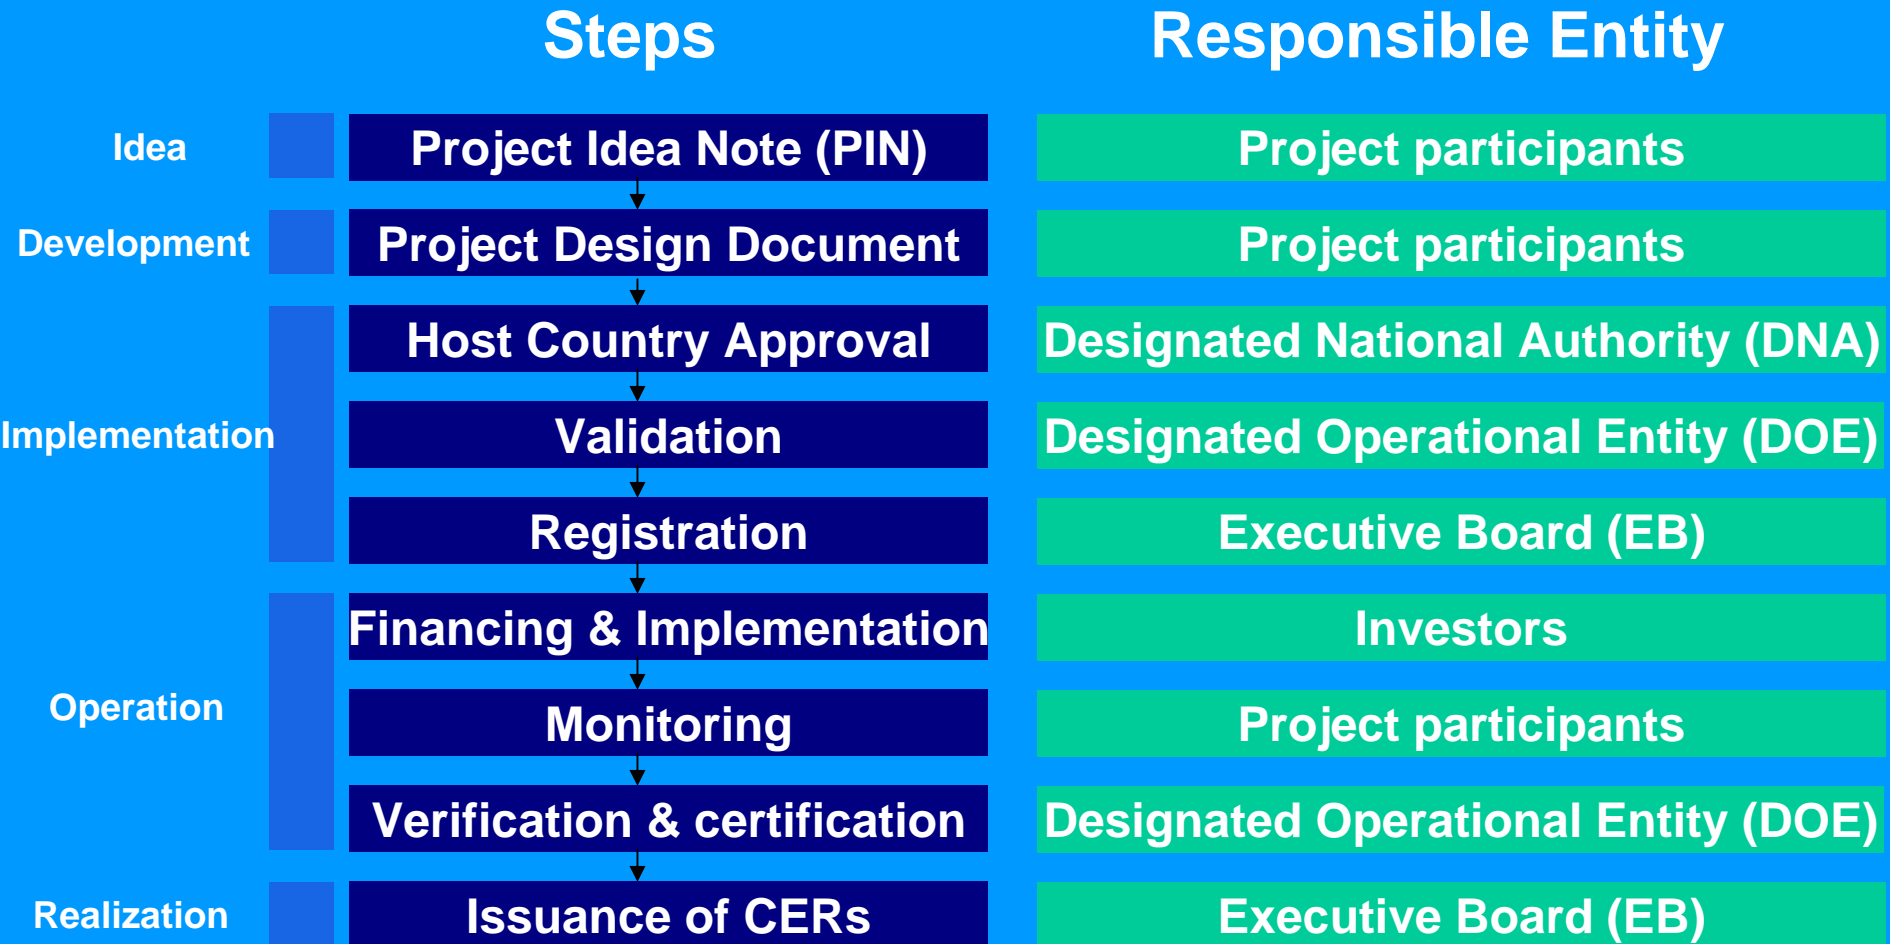 Steps
Responsible Entity
Idea
Project Idea Note (PIN)
Project participants
Development
Project Design Document
Project participants
Host Country Approval
Designated National Authority (DNA)
Implementation
Validation
Designated Operational Entity (DOE)
Registration
Executive Board (EB)
Financing & Implementation
Investors
Operation
Monitoring
Project participants
Verification & certification
Designated Operational Entity (DOE)
Realization
Issuance of CERs
Executive Board (EB)